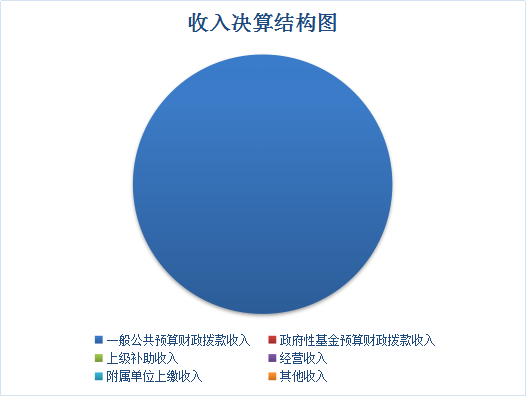 收入决算结构图
一般公共预算财政拨款收入 政府性基金预算财政拨款收入
上级补助收入 经营收入
附属单位上缴收入 其他收入